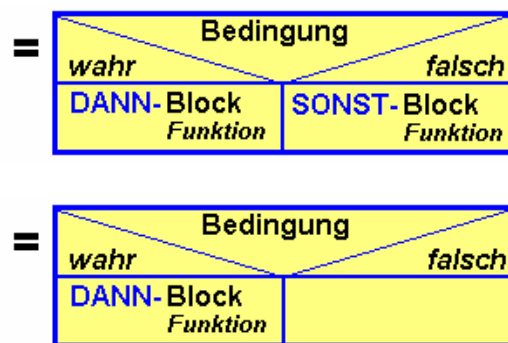 = Bedingung
wahr falsch
DANN-Block SONST-Block
Funktion Funktion
= Bedingung
wahr falsch
DANN-Block
Funktion